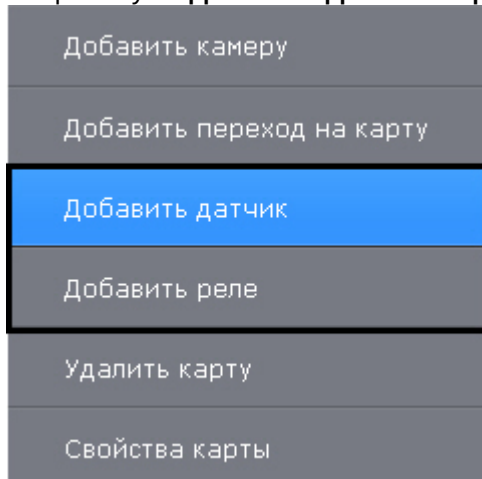 Добавить камеру
Добавить переход на карту
Добавить датчик
Добавить реле
Удалить карту
Свойства карты